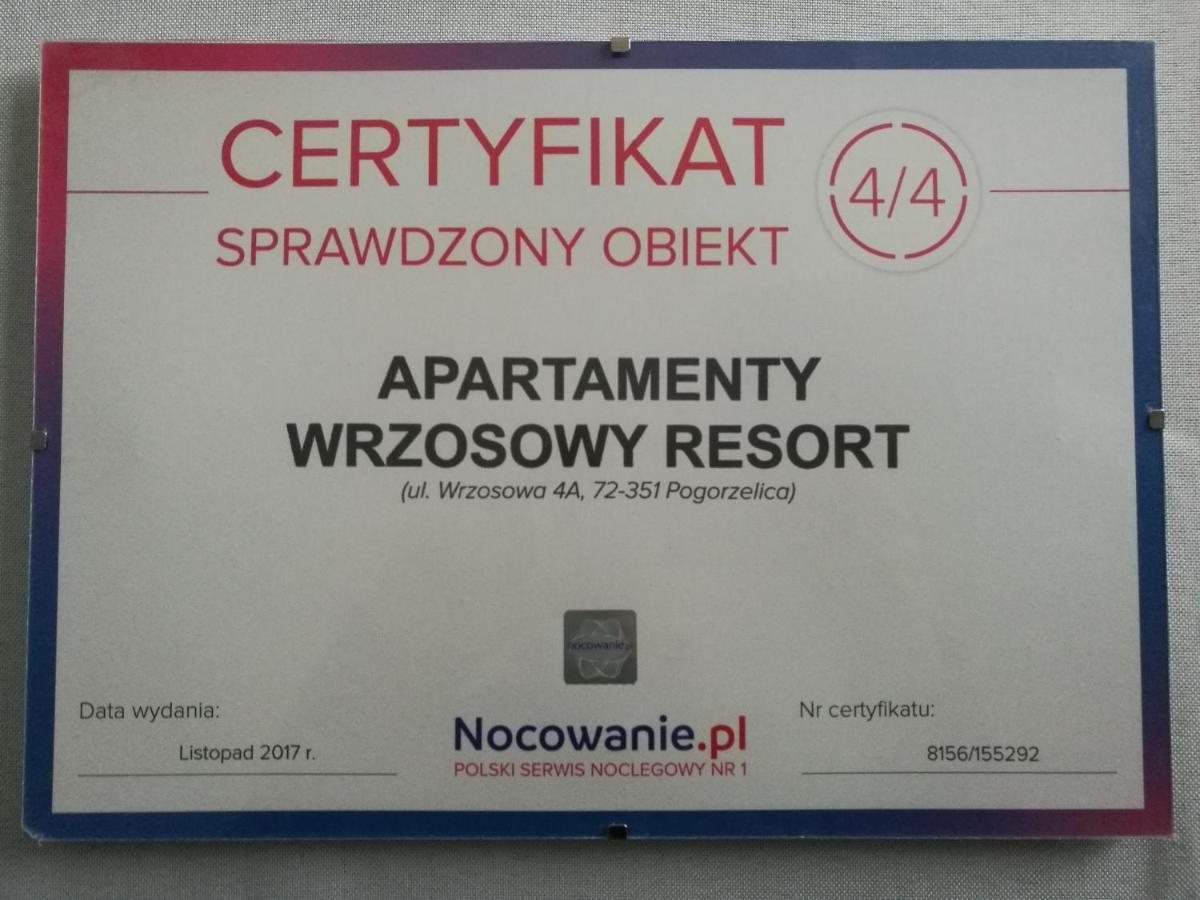 CERTYFIKAT
4/4
SPRAWDZONY OBIEKT
APARTAMENTY
WRZOSOWY RESORT
(ul. Wrzosowa 4A, 72-351 Pogorzelica)
nocowanie.pl
Data wydania:
Listopad 2017 r.
Nocowanie.pl
POLSKI SERWIS NOCLEGOWY NR 1
Nr certyfikatu:
8156/155292